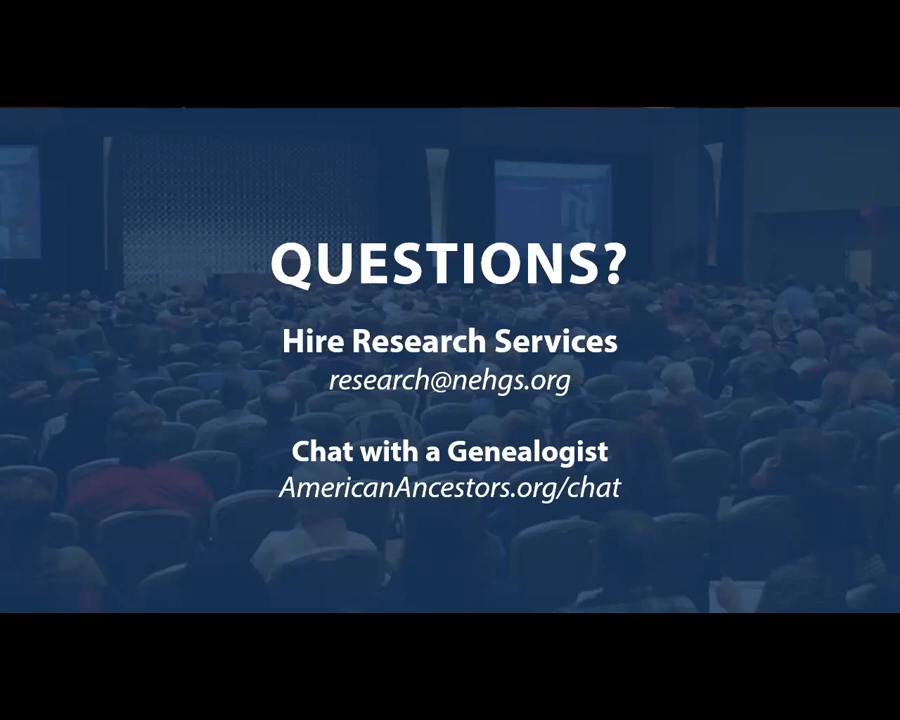 QUESTIONS?
Hire Research Services
research@nehgs.org
Chat with a Genealogist
AmericanAncestors.org/chat